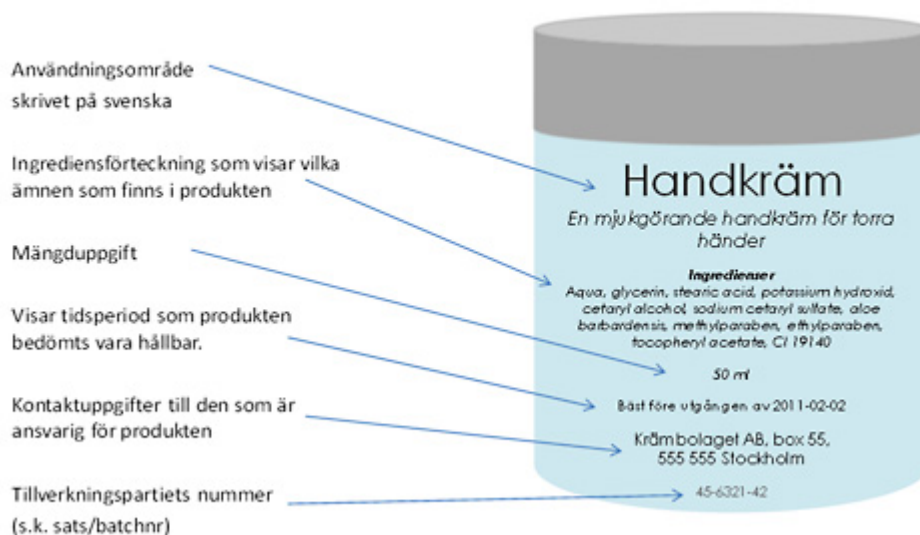 Användningsområde
skrivet på svenska
Ingrediensförteckning som visar vilka
ämnen som finns i produkten
Mängduppgift
Visar tidsperiod som produkten
bedömts vara hållbar.
Kontaktuppgifter till den som är
ansvarig för produkten
Tillverkningspartiets nummer
(s.k. sats/batchnr)
Handkräm
En mjukgörande handkräm för torra
händer
Ingredienser
Aqua, glycerin, stearic acid, potassium hydroxid,
cetaryl alcohol, sodium cetaryl sulfate, aloe
barbardensis, methylparaben, ethylparaben,
tocopheryl acetate, CI 19140
50 ml
Bäst före utgången av 2011-02-02
Krämbolaget AB, box 55,
555 555 Stockholm
45-6321-42